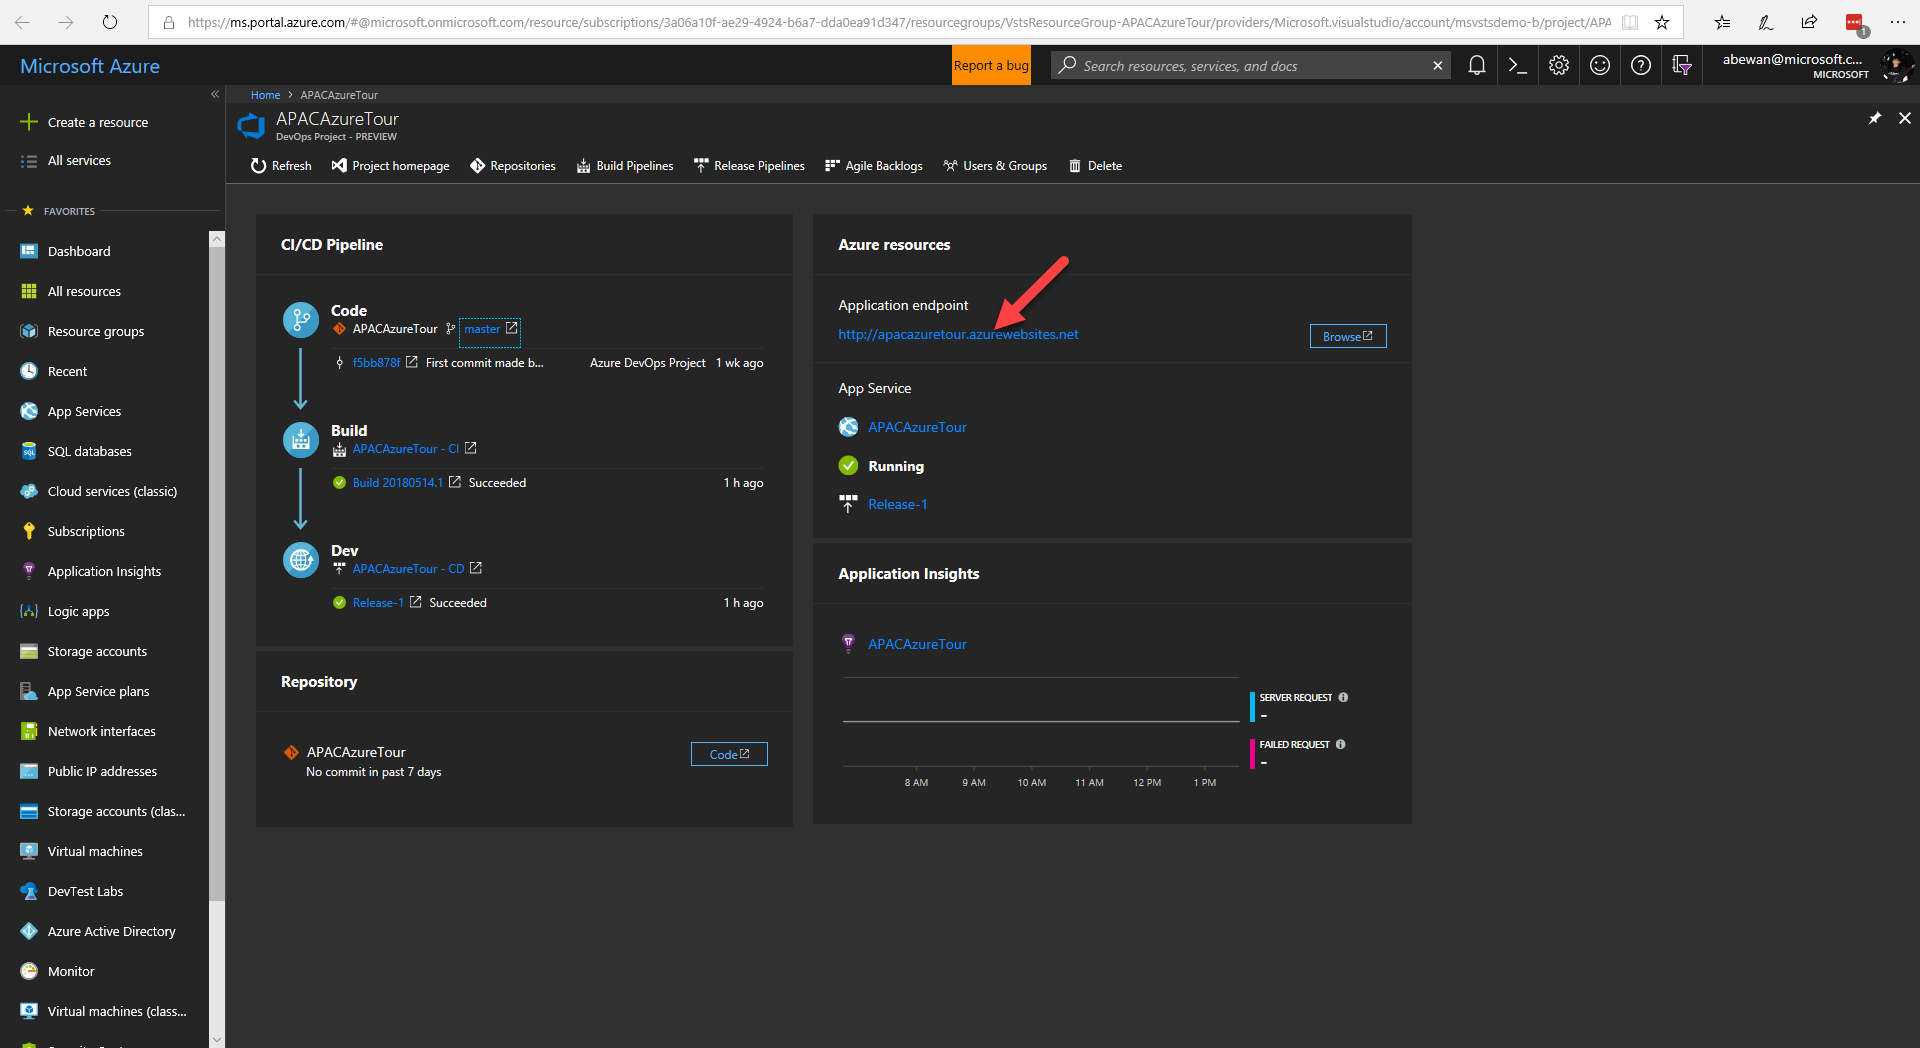 https://ms.portal.azure.com/#@microsoft.onmicrosoft.com/resource/subscriptions/3a06a10f-ae29-4924-b6a7-dda0ea91d347/resourcegroups/VstsResourceGroup-APACAzureTour/providers/Microsoft.visualstudio/account/msvstsdemo-b/project/APA
1
Microsoft Azure
Report a bug
Search resources, services, and docs
abewan@microsoft.c...
MICROSOFT
Home > APACAzureTour
APACAzureTour
DevOps Project - PREVIEW
Refresh Project homepage Repositories Build Pipelines Release Pipelines Agile Backlogs Users & Groups Delete
Create a resource
All services
FAVORITES
Dashboard
All resources
Resource groups
Recent
App Services
SQL databases
Cloud services (classic)
Subscriptions
Application Insights
Logic apps
Storage accounts
App Service plans
Network interfaces
Public IP addresses
Storage accounts (clas...
Virtual machines
DevTest Labs
Azure Active Directory
Monitor
Virtual machines (class...
CI/CD Pipeline
Code
APACAzureTour master
f5bb878f First commit made b... Azure DevOps Project 1 wk ago
Build
APACAzureTour - CI
Build 20180514.1 Succeeded 1 h ago
Dev
APACAzureTour - CD
Release-1 Succeeded 1 h ago
Repository
APACAzureTour
No commit in past 7 days
Code
Azure resources
Application endpoint
http://apacazuretour.azurewebsites.net
Browse
App Service
APACAzureTour
Running
Release-1
Application Insights
APACAzureTour
SERVER REQUEST
--
FAILED REQUEST
--
8 AM 9 AM 10 AM 11 AM 12 PM 1 PM